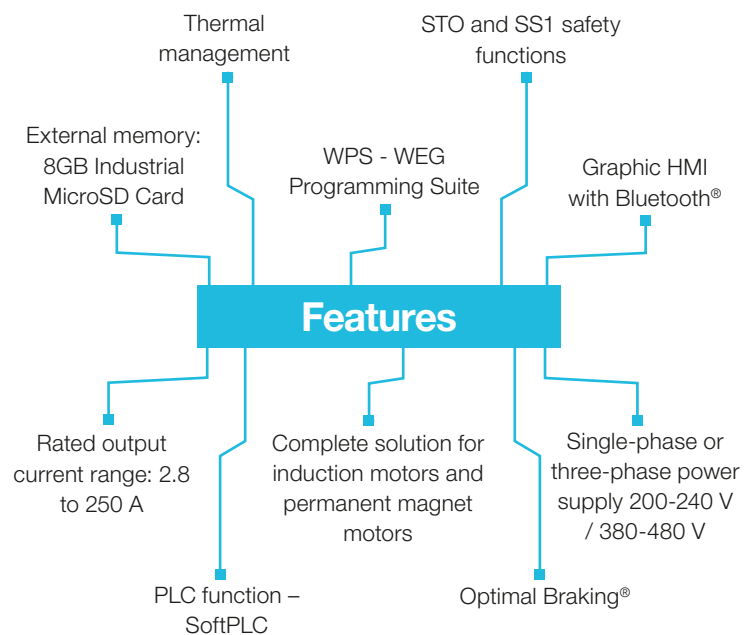 Thermal
management
STO and SS1 safety
functions
External memory:
8GB Industrial
MicroSD Card
WPS - WEG
Programming Suite
Graphic HMI
with Bluetooth®
Features
Rated output
current range: 2.8
to 250 A
Complete solution for
induction motors and
permanent magnet
motors
Single-phase or
three-phase power
supply 200-240 V
/ 380-480 V
PLC function –
SoftPLC
Optimal Braking®